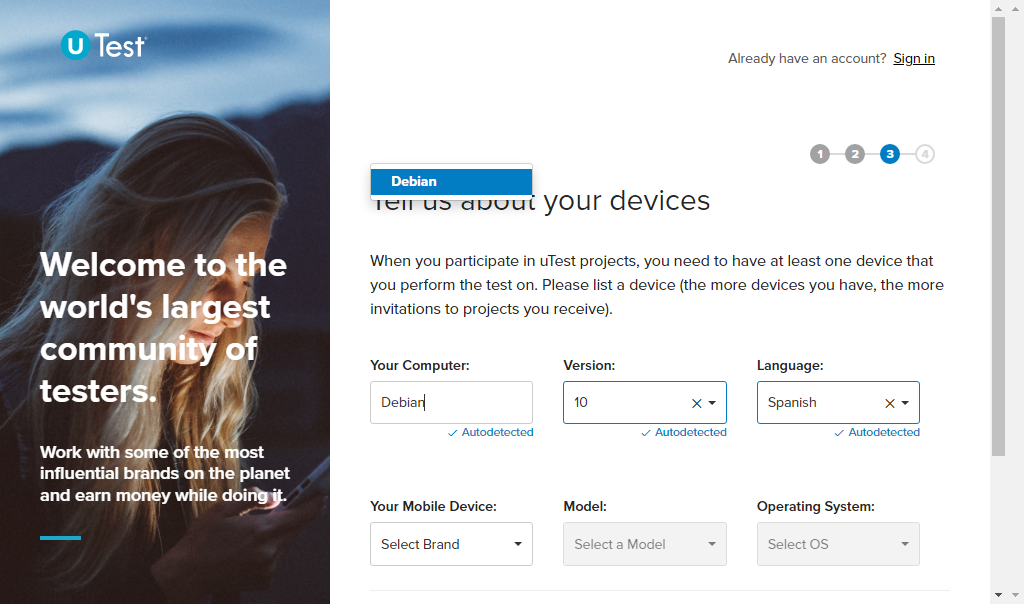 uTest
Already have an account? Sign in
1 2 3 4
Debian
Tell us about your devices
Welcome to the
world's largest
community of
testers.
Work with some of the most
influential brands on the planet
and earn money while doing it.
When you participate in uTest projects, you need to have at least one device that
you perform the test on. Please list a device (the more devices you have, the more
invitations to projects you receive).
Your Computer: Version: Language:
Debian 10 Spanish
Autodetected Autodetected Autodetected
Your Mobile Device: Model: Operating System:
Select Brand Select a Model Select OS